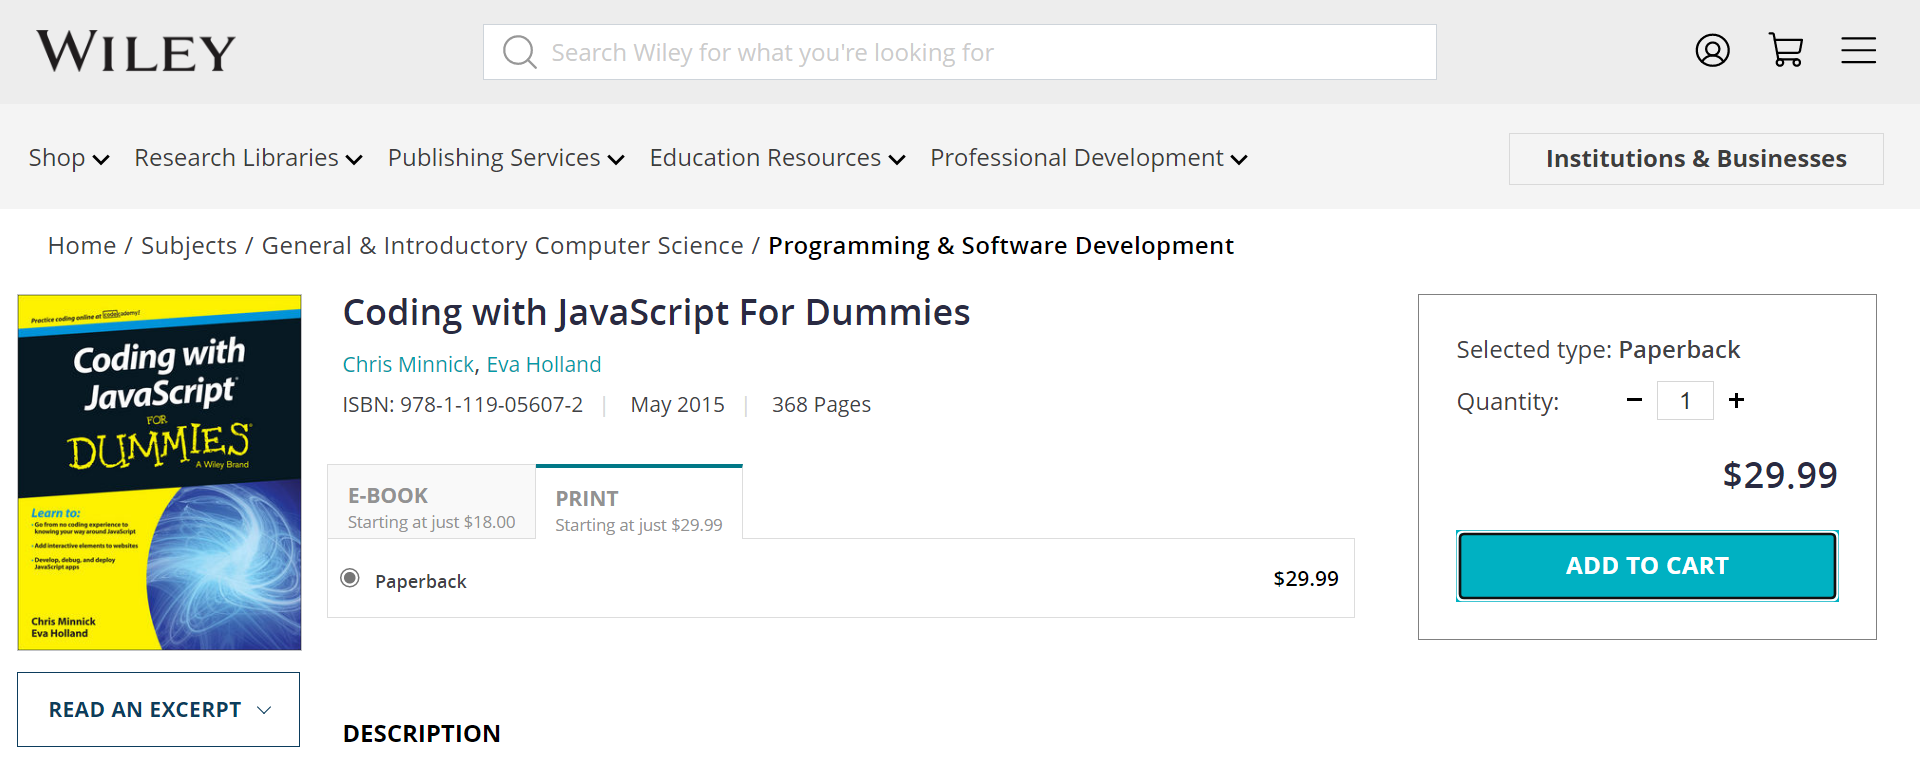 WILEY
Search Wiley for what you're looking for
Shop Research Libraries Publishing Services Education Resources Professional Development
Institutions & Businesses
Home / Subjects / General & Introductory Computer Science / Programming & Software Development
Practice coding online at codecademy!
Coding with
JavaScript
FOR
DUMMIES
A Wiley Brand
Learn to:
· Go from no coding experience to
knowing your way around JavaScript
· Add interactive elements to websites
· Develop, debug, and deploy
JavaScript apps
Chris Minnick
Eva Holland
READ AN EXCERPT
Coding with JavaScript For Dummies
Chris Minnick, Eva Holland
ISBN: 978-1-119-05607-2 | May 2015 | 368 Pages
E-BOOK
Starting at just $18.00
PRINT
Starting at just $29.99
Paperback $29.99
DESCRIPTION
Selected type: Paperback
Quantity: − 1 +
$29.99
ADD TO CART